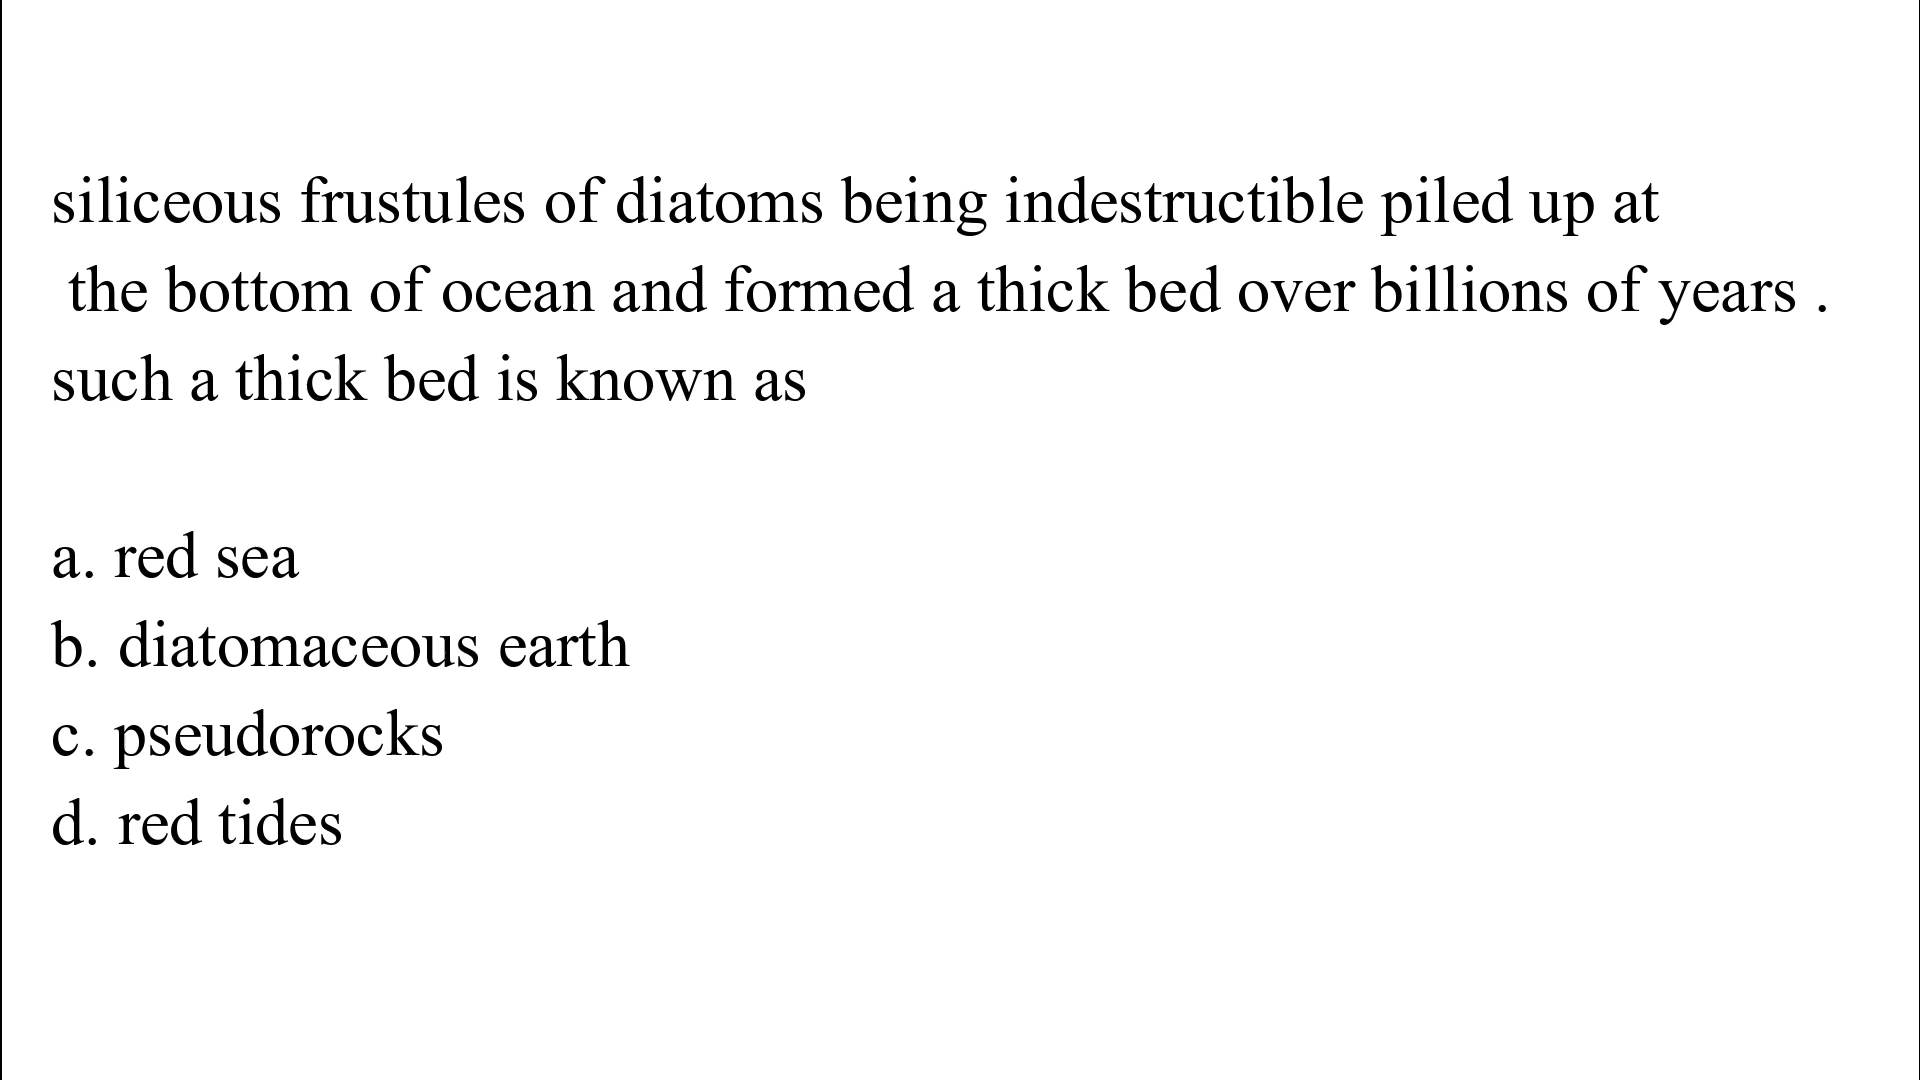 siliceous frustules of diatoms being indestructible piled up at
the bottom of ocean and formed a thick bed over billions of years .
such a thick bed is known as
a. red sea
b. diatomaceous earth
c. pseudorocks
d. red tides